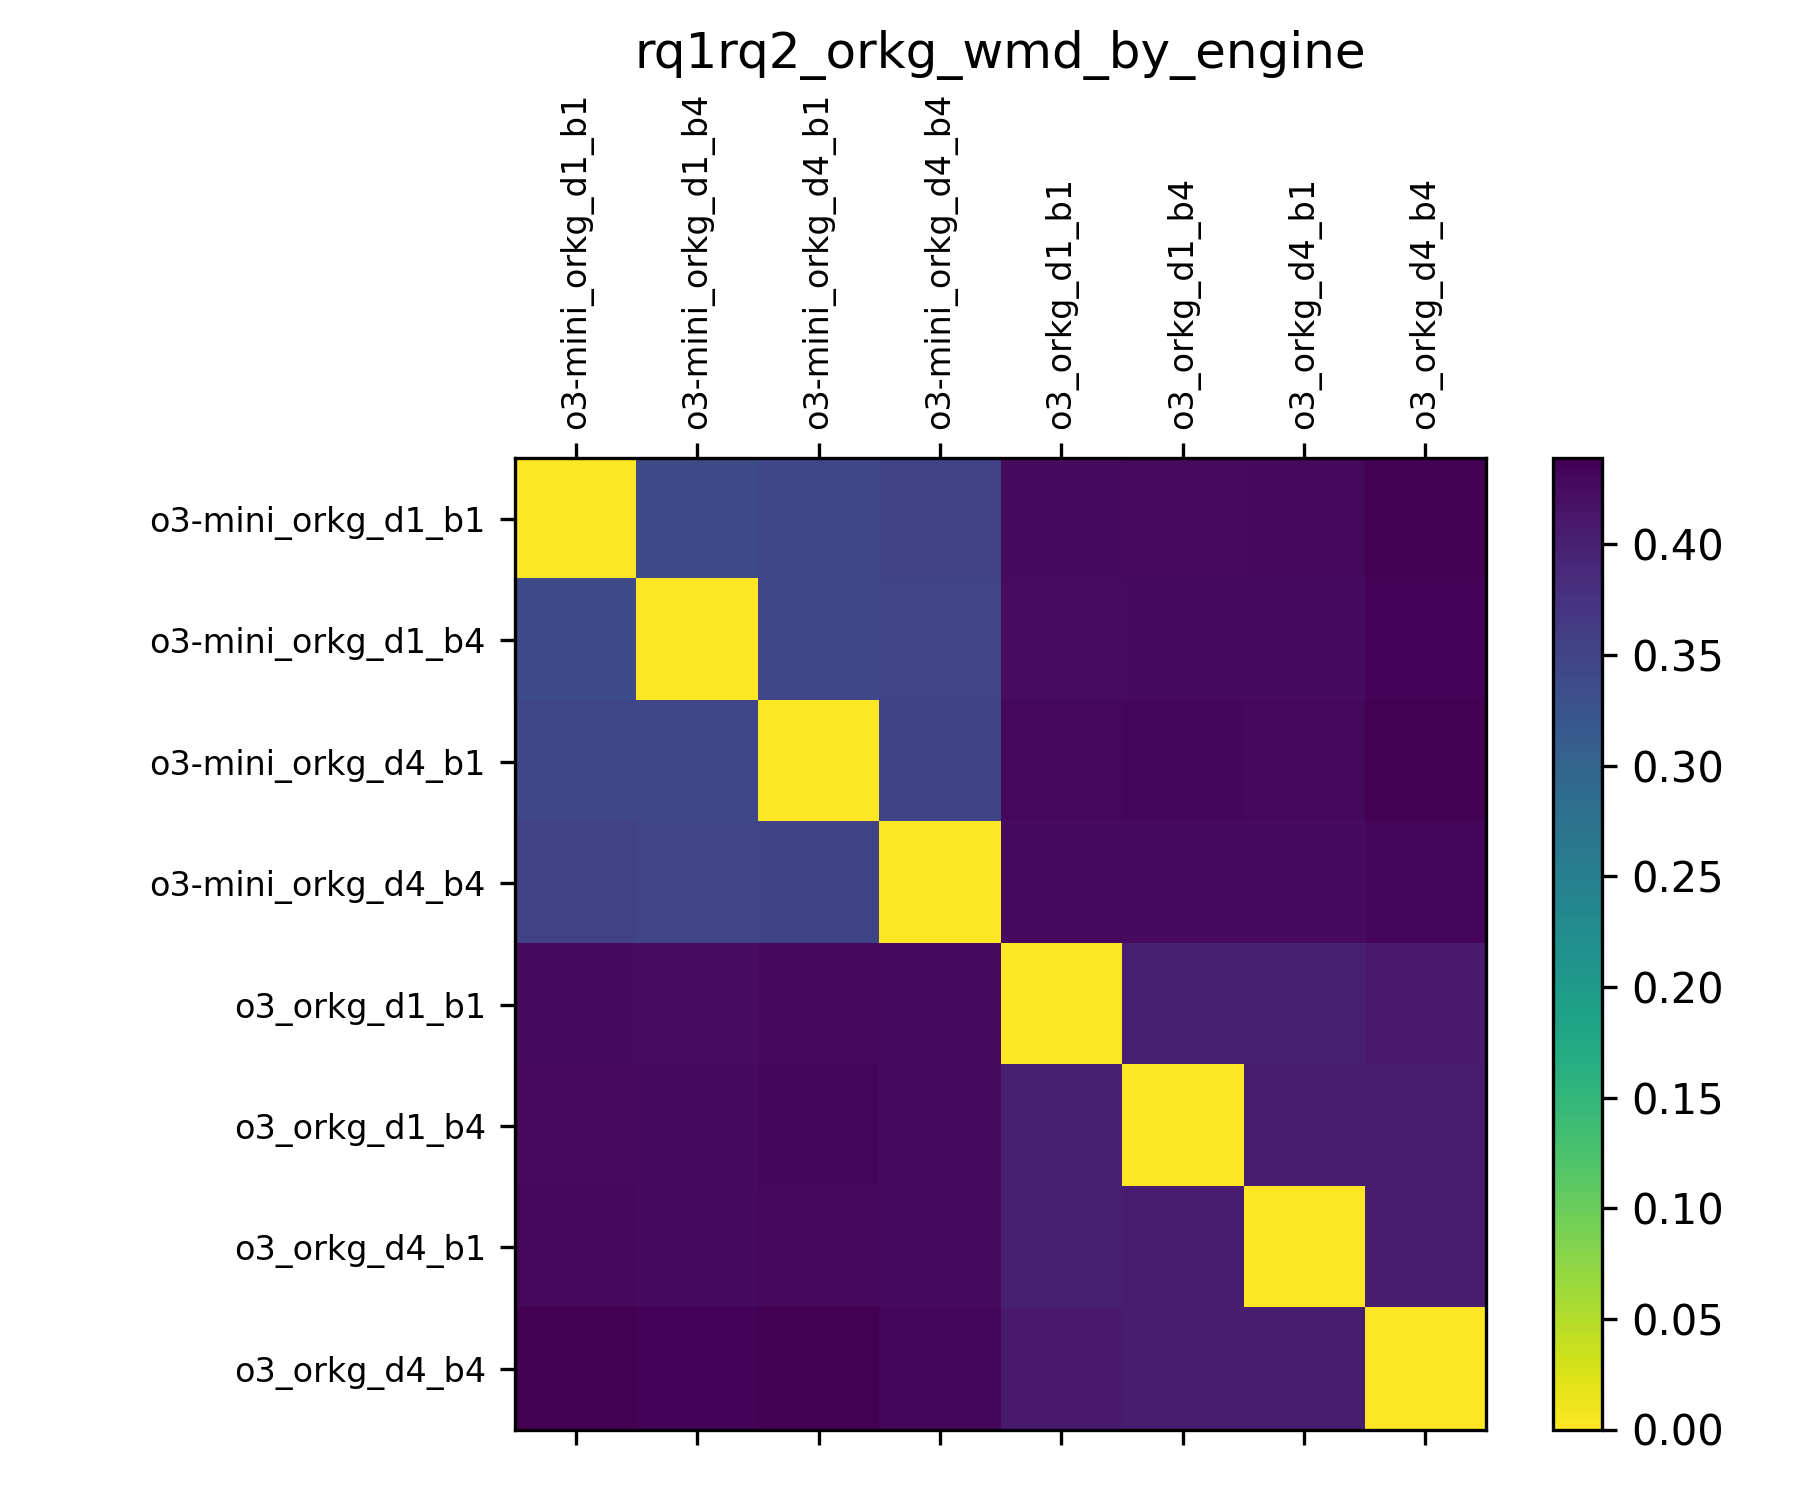 rq1rq2_orkg_wmd_by_engine
o3-mini_orkg_d1_b1
o3-mini_orkg_d1_b4
o3-mini_orkg_d4_b1
o3-mini_orkg_d4_b4
o3_orkg_d1_b1
o3_orkg_d1_b4
o3_orkg_d4_b1
o3_orkg_d4_b4
o3-mini_orkg_d1_b1
o3-mini_orkg_d1_b4
o3-mini_orkg_d4_b1
o3-mini_orkg_d4_b4
o3_orkg_d1_b1
o3_orkg_d1_b4
o3_orkg_d4_b1
o3_orkg_d4_b4
0.40
0.35
0.30
0.25
0.20
0.15
0.10
0.05
0.00